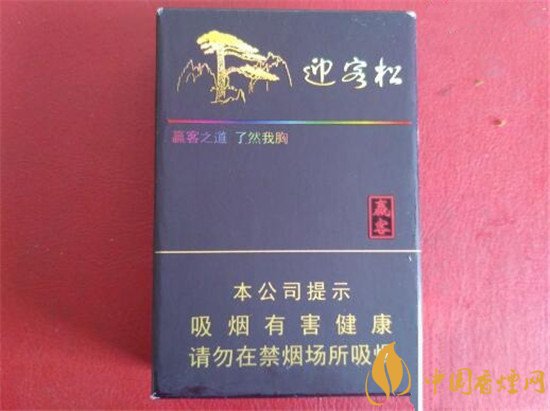 迎客松
赢客之道 了然我胸
赢客
本公司提示
吸烟有害健康
请勿在禁烟场所吸烟
中国香烟网